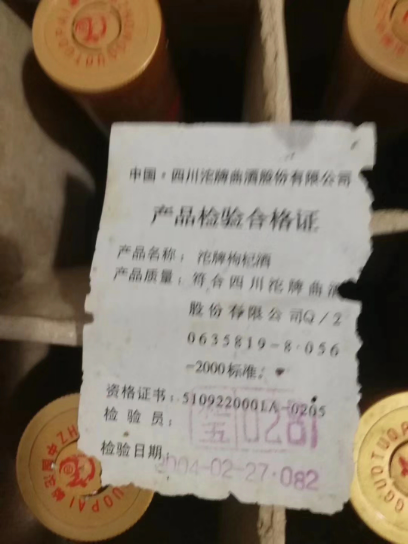 中国·四川沱牌曲酒股份有限公司
产品检验合格证
产品名称：沱牌枸杞酒
产品质量：符合四川沱牌曲酒
股份有限公司Q/2
0635819-8·056
-2000标准。
资格证书：5109220001A-0205
检验员：
0281
检验日期：
2004-02-27·082